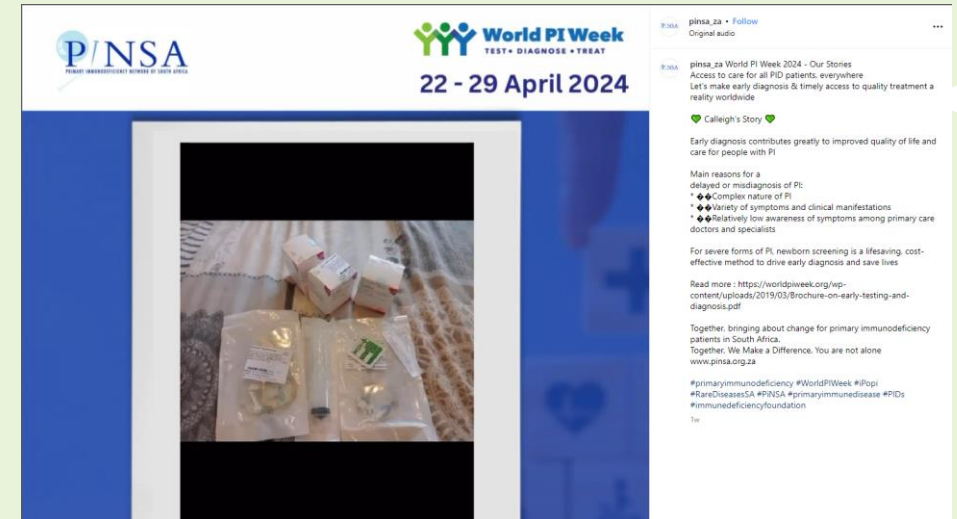 PiNSA
PRIMARY IMMUNODEFICIENCY NETWORK OF SOUTH AFRICA
World PI Week
TEST • DIAGNOSE • TREAT
22 - 29 April 2024
pinsa_za • Follow
Original audio
pinsa_za World PI Week 2024 - Our Stories
Access to care for all PID patients, everywhere
Let's make early diagnosis & timely access to quality treatment a
reality worldwide
💚 Calleigh's Story 💚
Early diagnosis contributes greatly to improved quality of life and
care for people with PI
Main reasons for a
delayed or misdiagnosis of PI:
* ��Complex nature of PI
* ��Variety of symptoms and clinical manifestations
* ��Relatively low awareness of symptoms among primary care
doctors and specialists
For severe forms of PI, newborn screening is a lifesaving, cost-
effective method to drive early diagnosis and save lives
Read more : https://worldpiweek.org/wp-
content/uploads/2019/03/Brochure-on-early-testing-and-
diagnosis.pdf
Together, bringing about change for primary immunodeficiency
patients in South Africa.
Together, We Make a Difference, You are not alone
www.pinsa.org.za
#primaryimmunodeficiency #WorldPIWeek #iPopi
#RareDiseasesSA #PiNSA #primaryimmunedisease #PIDs
#immunedeficiencyfoundation
1w